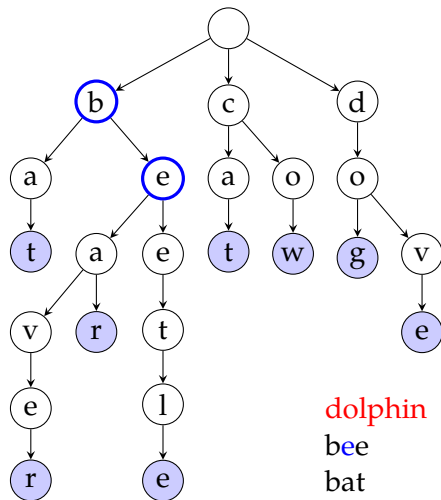 b c d
a e a o o
t a e t w g v
v r t e
e l
r e
dolphin
bee
bat